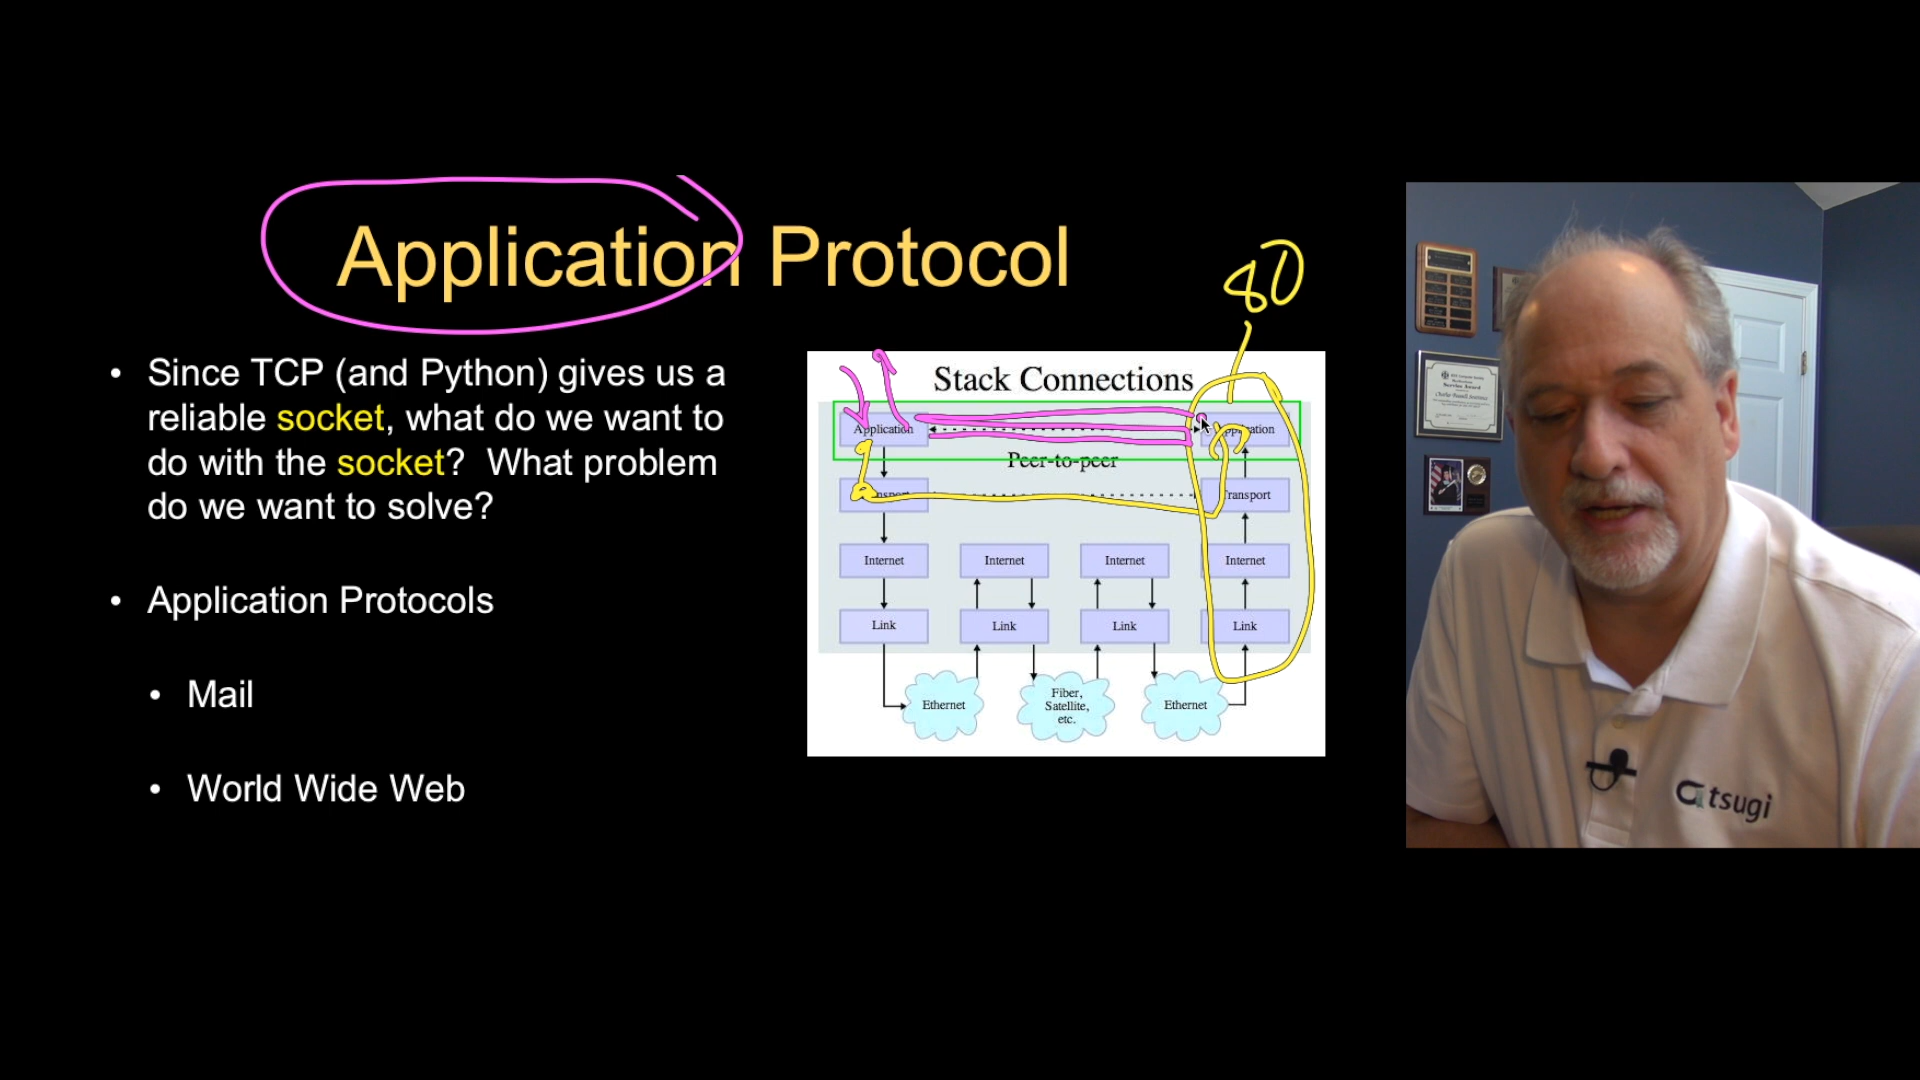 Application Protocol
80
• Since TCP (and Python) gives us a
reliable socket, what do we want to
do with the socket? What problem
do we want to solve?
• Application Protocols
• Mail
• World Wide Web
Stack Connections
Application
Peer-to-peer
Transport
Internet Internet Internet Internet
Link Link Link Link
Ethernet
Fiber,
Satellite,
etc.
Ethernet
tsugi